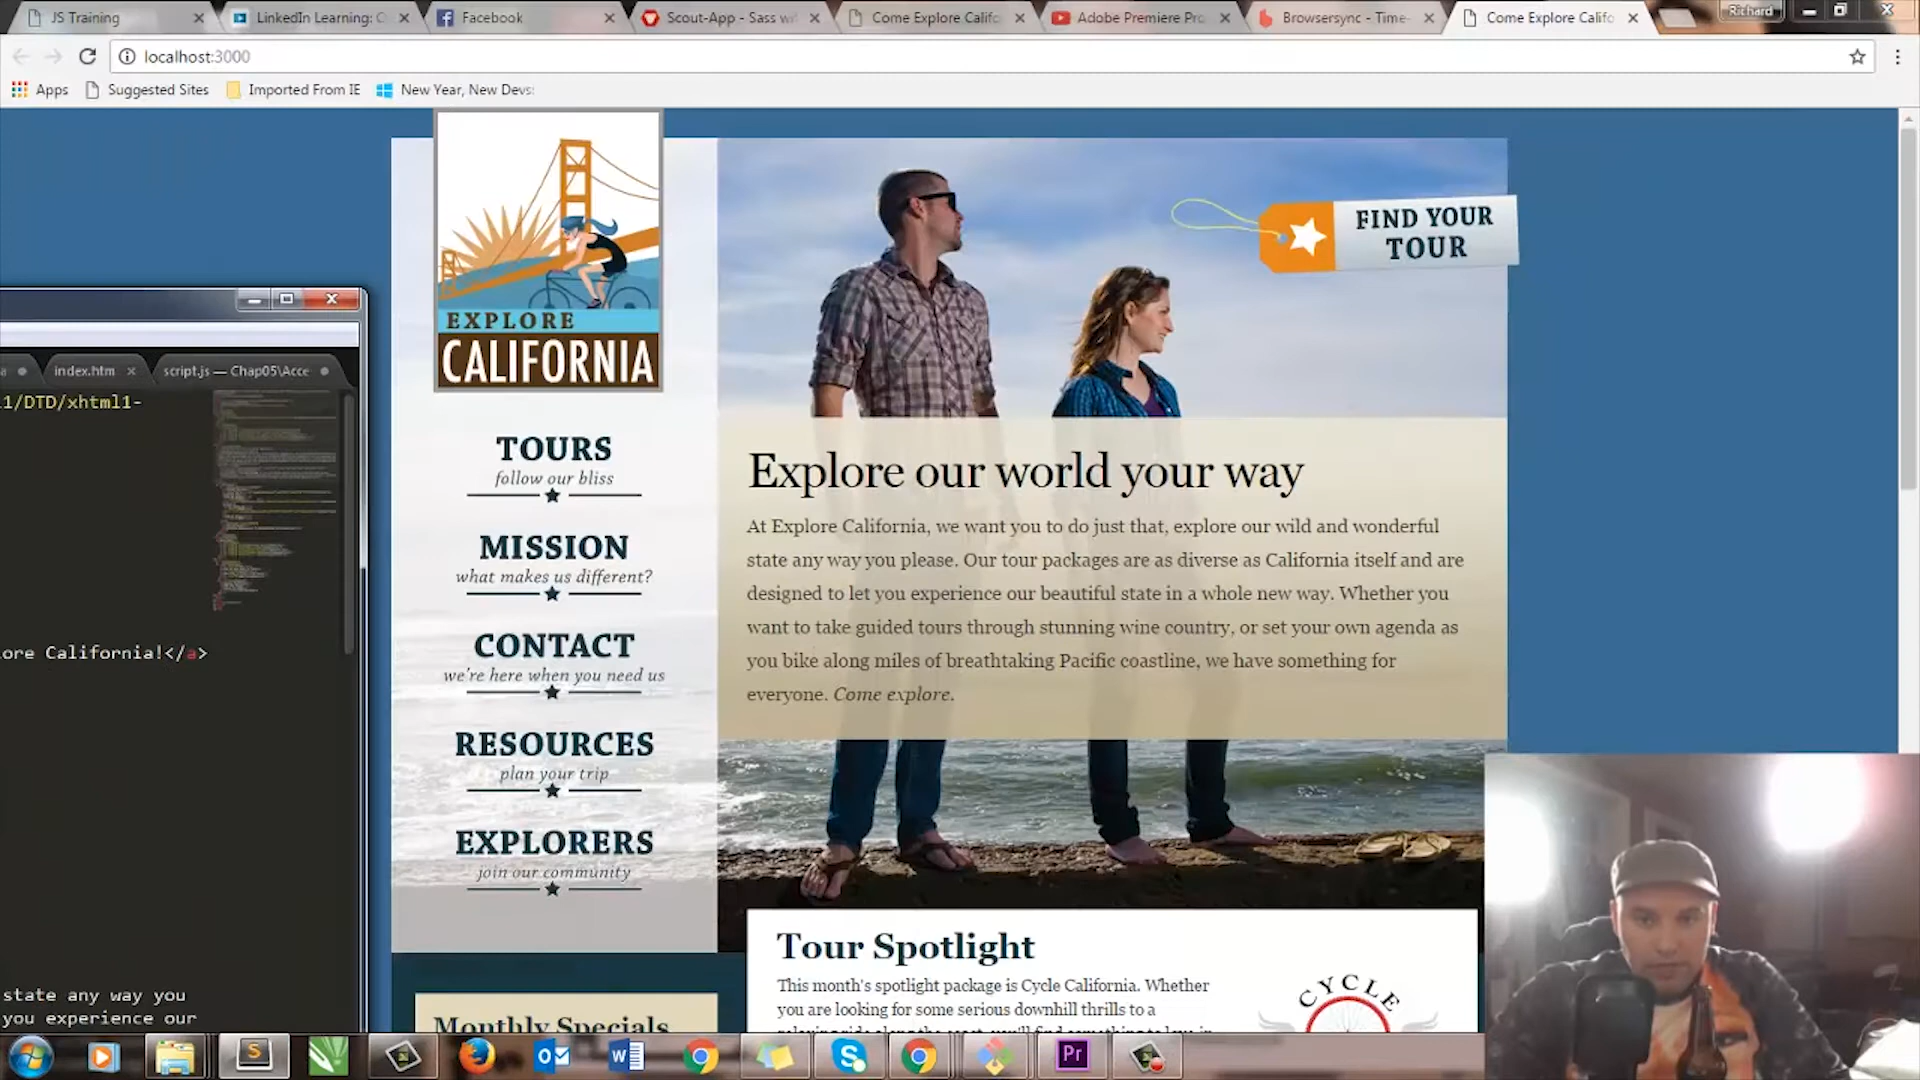 JS Training
LinkedIn Learning: O
Facebook
Scout-App - Sass wit
Come Explore Califo
Adobe Premiere Pro
Browsersync - Time-
Come Explore Califo
Richard
localhost:3000
Apps
Suggested Sites
Imported From IE
New Year, New Devs:
EXPLORE
CALIFORNIA
FIND YOUR
TOUR
index.htm
script.js — Chap05\Acce
1/DTD/xhtml1-
ore California!</a>
state any way you
you experience our
TOURS
follow our bliss
MISSION
what makes us different?
CONTACT
we're here when you need us
RESOURCES
plan your trip
EXPLORERS
join our community
Monthly Specials
Explore our world your way
At Explore California, we want you to do just that, explore our wild and wonderful
state any way you please. Our tour packages are as diverse as California itself and are
designed to let you experience our beautiful state in a whole new way. Whether you
want to take guided tours through stunning wine country, or set your own agenda as
you bike along miles of breathtaking Pacific coastline, we have something for
everyone. Come explore.
Tour Spotlight
This month's spotlight package is Cycle California. Whether
you are looking for some serious downhill thrills to a
CYCLE